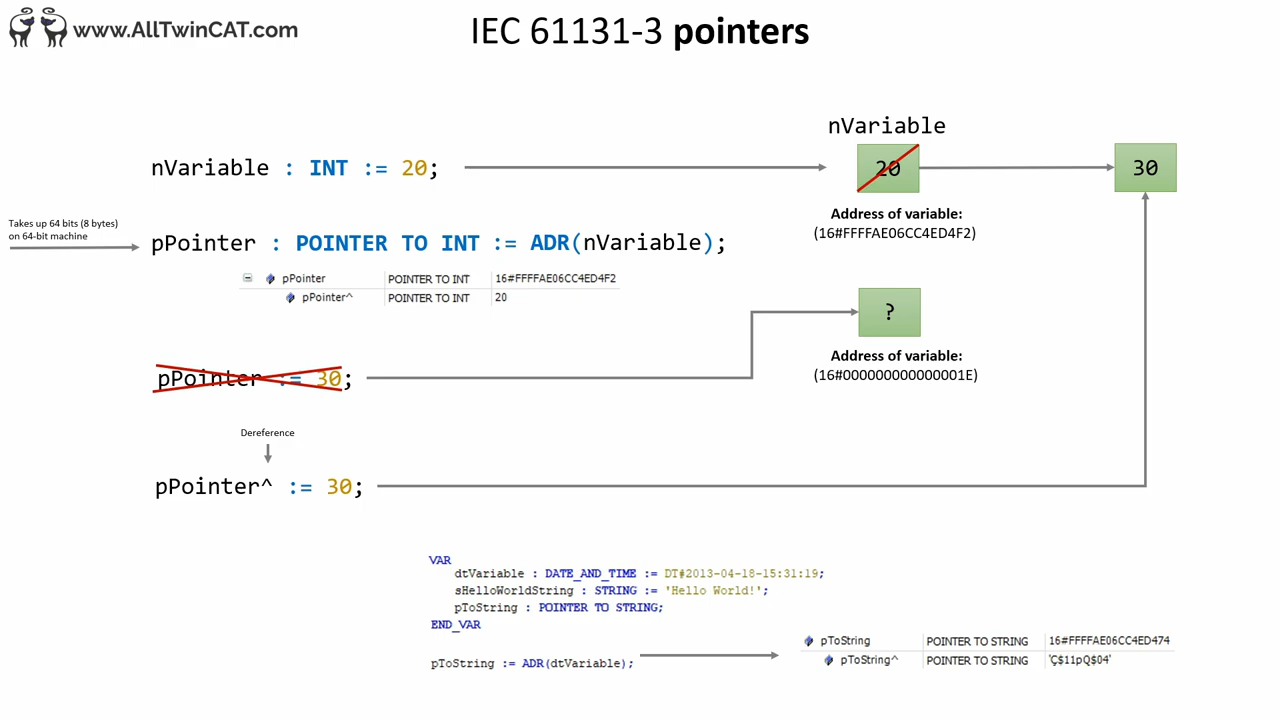 www.AllTwinCAT.com
IEC 61131-3 pointers
nVariable
nVariable : INT := 20;
20
30
Address of variable:
(16#FFFFAE06CC4ED4F2)
Takes up 64 bits (8 bytes)
on 64-bit machine
pPointer : POINTER TO INT := ADR(nVariable);
pPointer POINTER TO INT 16#FFFFAE06CC4ED4F2
pPointer^ POINTER TO INT 20
?
Address of variable:
(16#000000000000001E)
pPointer := 30;
Dereference
pPointer^ := 30;
VAR
dtVariable : DATE_AND_TIME := DT#2013-04-18-15:31:19;
sHelloWorldString : STRING := 'Hello World!';
pToString : POINTER TO STRING;
END_VAR
pToString := ADR(dtVariable);
pToString POINTER TO STRING 16#FFFFAE06CC4ED474
pToString^ POINTER TO STRING 'Ç$11pQ$04'